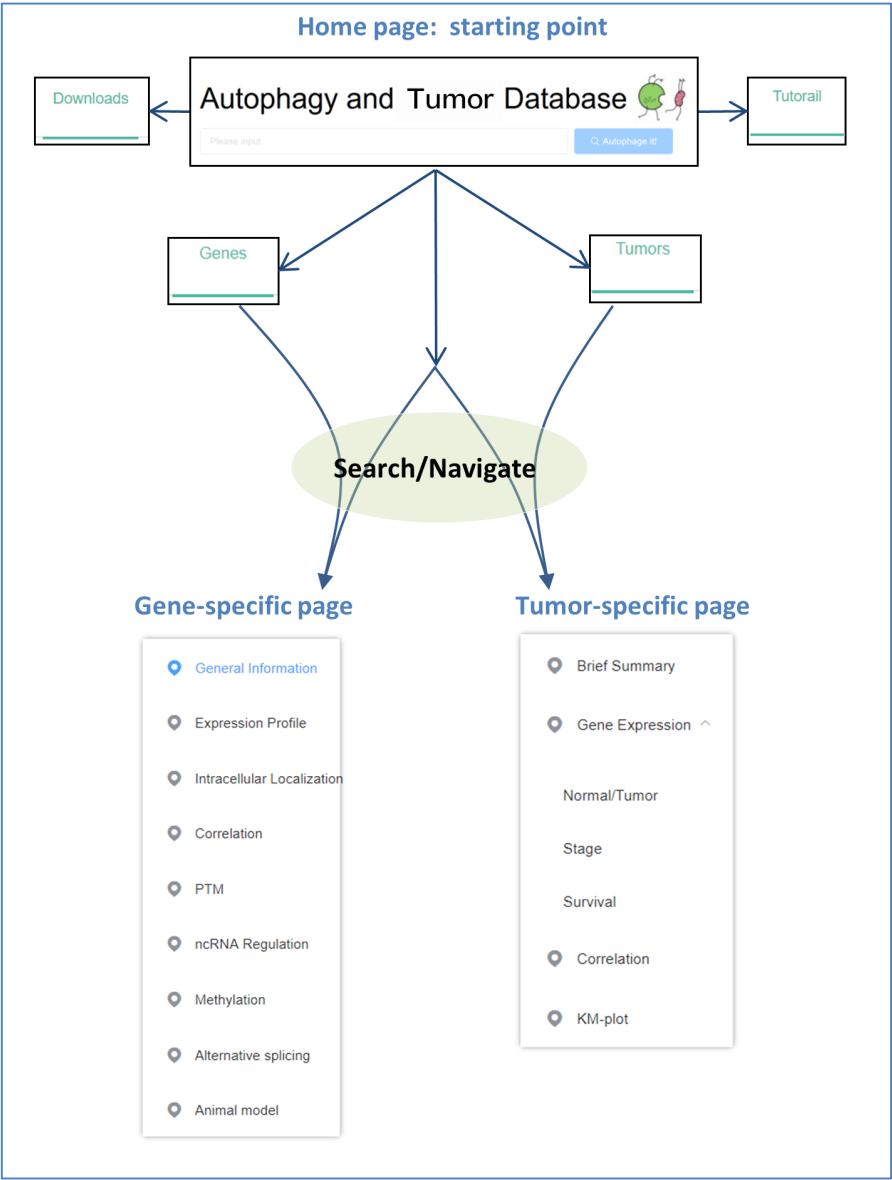 Home page:  starting point
Downloads
Autophagy and Tumor Database
Tutorail
Please input
Autophage it!
Genes
Tumors
Search/Navigate
Gene-specific page
Tumor-specific page
General Information
Expression Profile
Intracellular Localization
Correlation
PTM
ncRNA Regulation
Methylation
Alternative splicing
Animal model
Brief Summary
Gene Expression
Normal/Tumor
Stage
Survival
Correlation
KM-plot